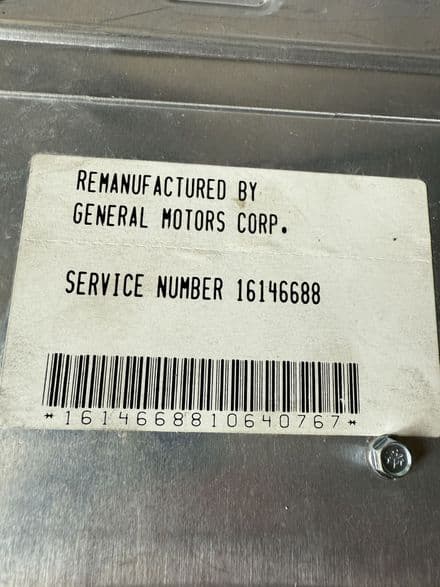 REMANUFACTURED BY
GENERAL MOTORS CORP.
SERVICE NUMBER 16146688
*1614668810640767*